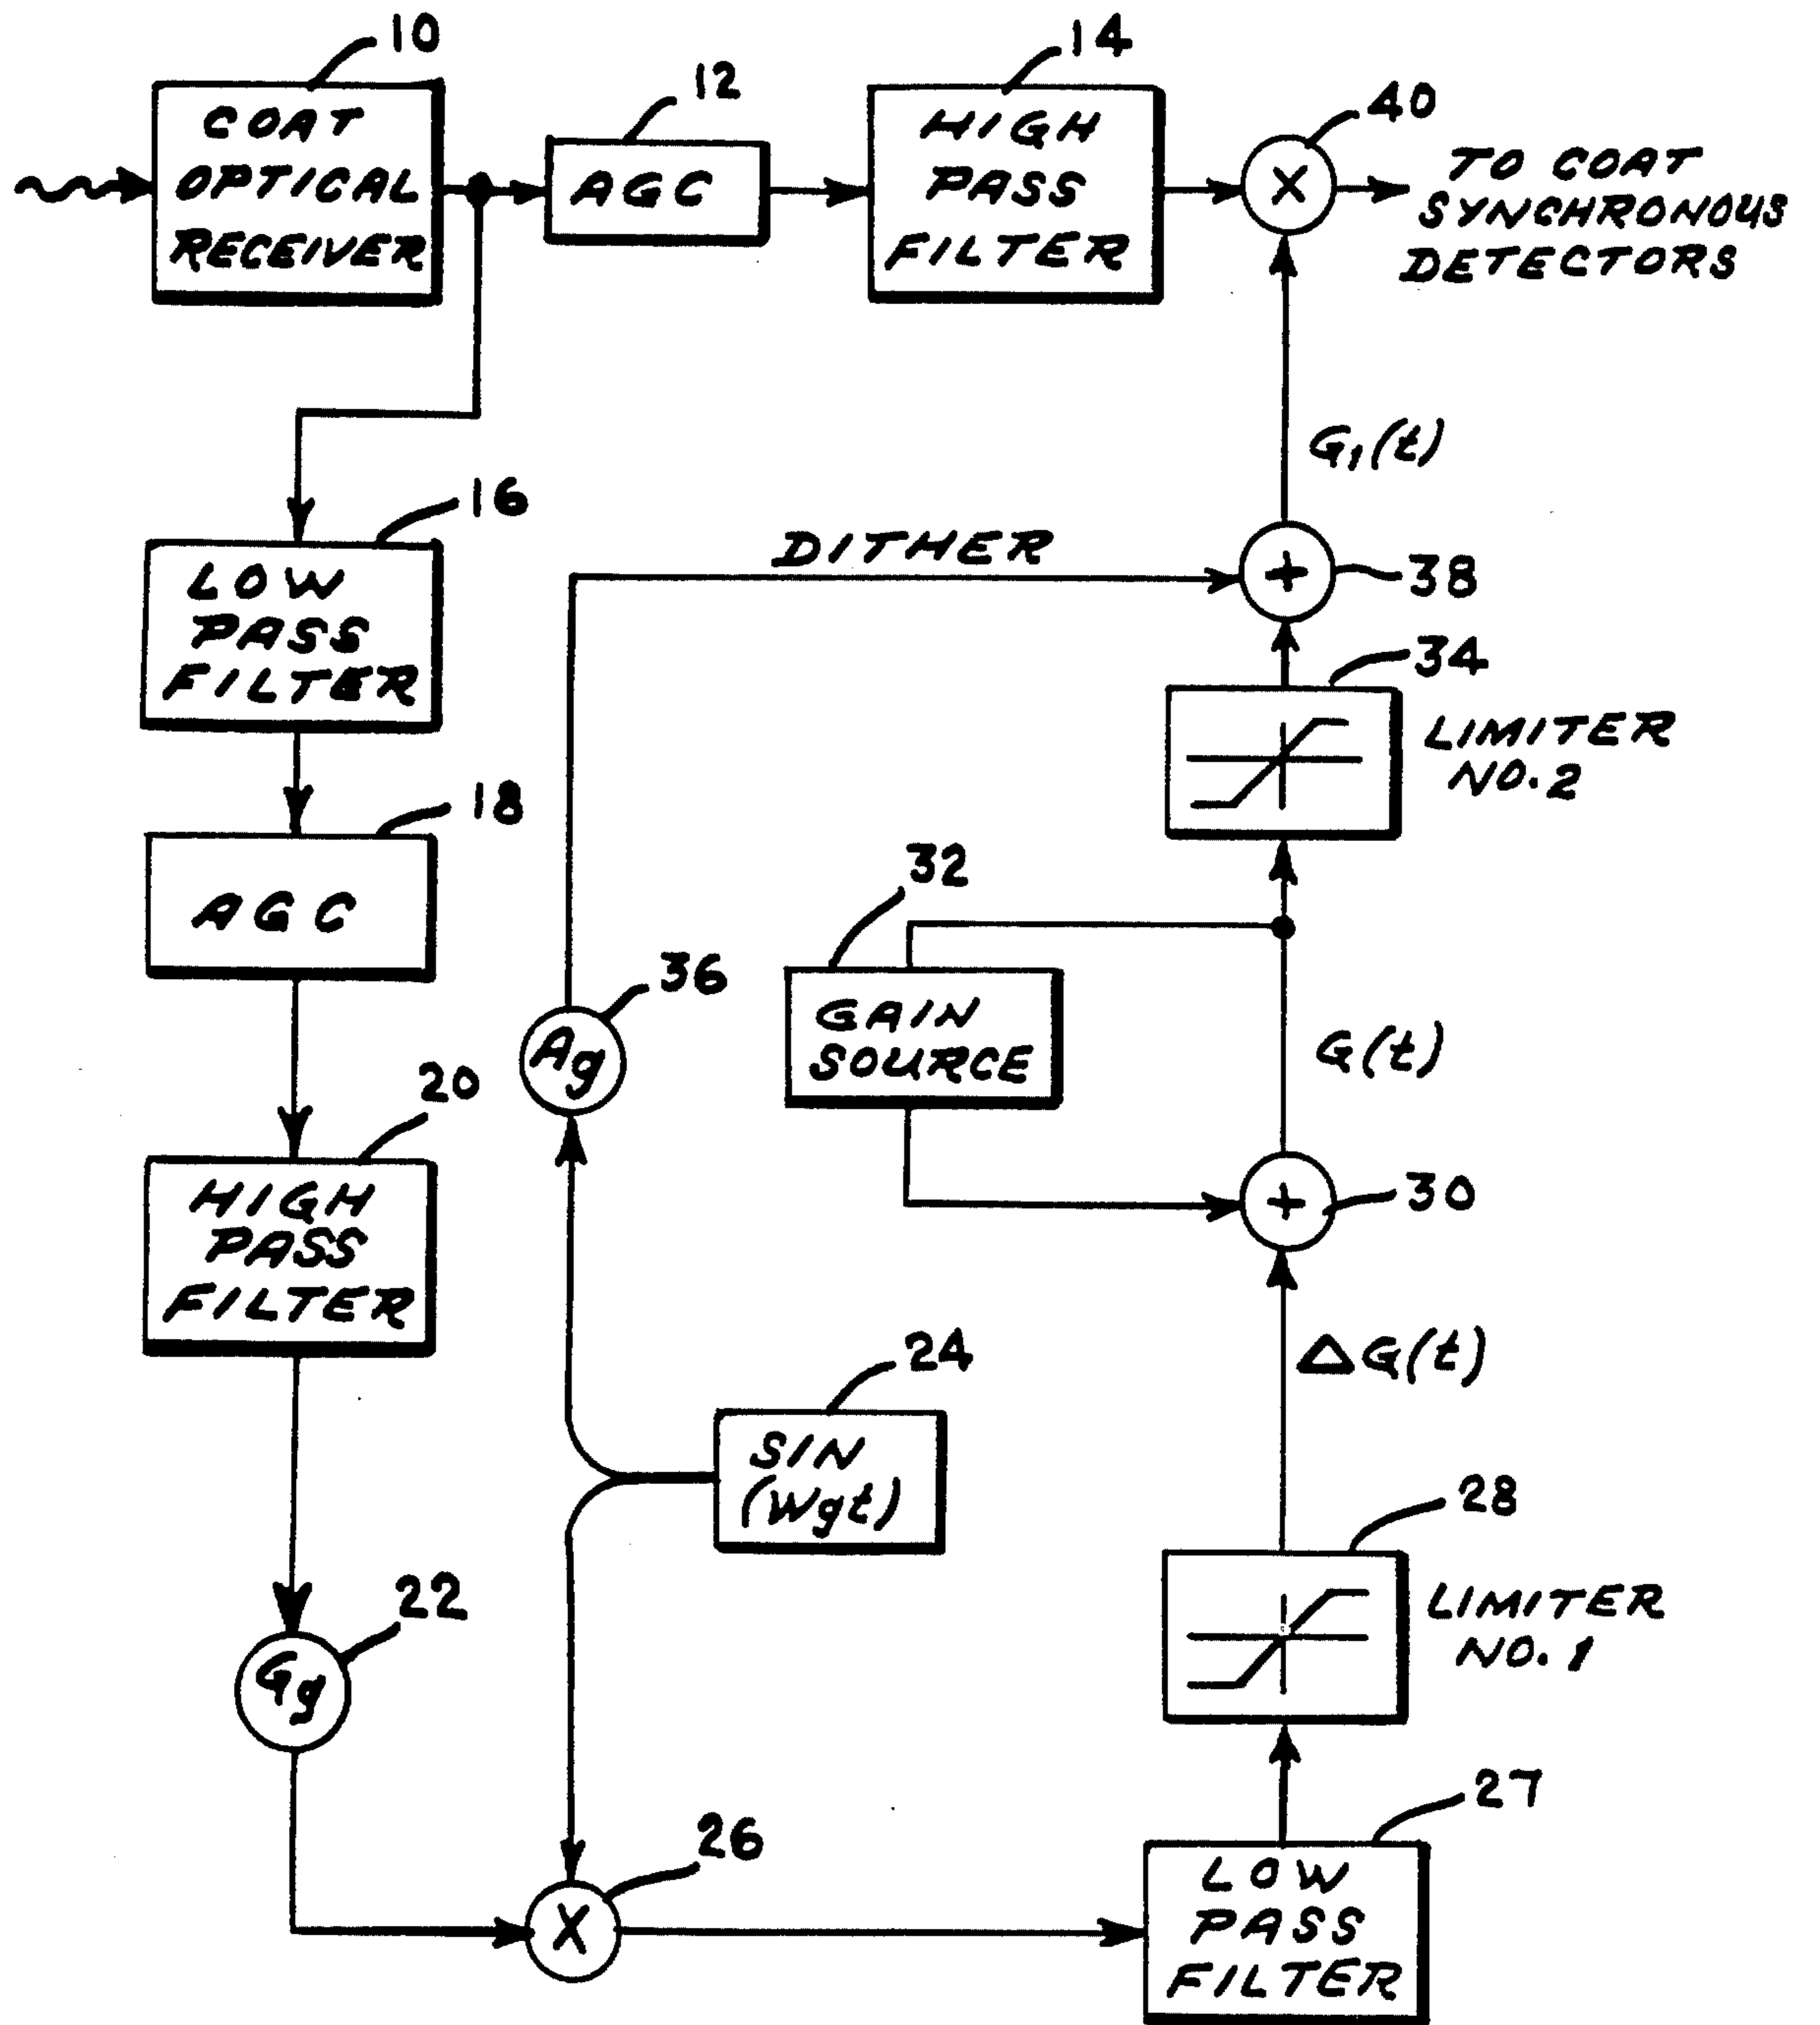 10
COAT
OPTICAL
RECEIVER
12
AGC
14
HIGH
PASS
FILTER
40
X
TO COAT
SYNCHRONOUS
DETECTORS
G₁(t)
16
LOW
PASS
FILTER
DITHER
+
38
34
LIMITER
NO. 2
18
AGC
32
GAIN
SOURCE
36
Ag
G(t)
20
HIGH
PASS
FILTER
+
30
ΔG(t)
24
SIN
(Wgt)
28
LIMITER
NO. 1
22
Gg
26
X
27
LOW
PASS
FILTER